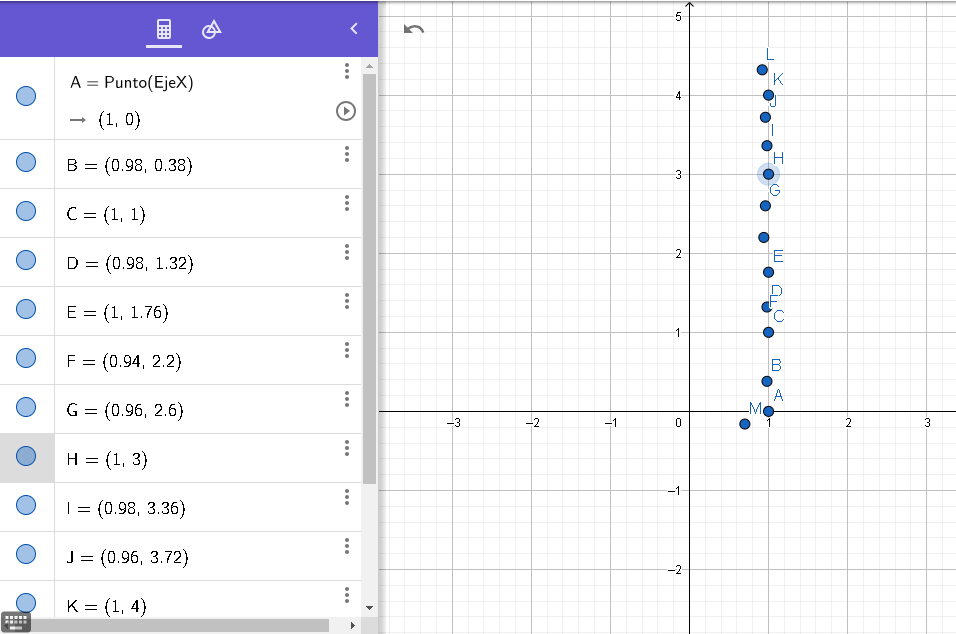 A = Punto(EjeX)
→ (1, 0)
B = (0.98, 0.38)
C = (1, 1)
D = (0.98, 1.32)
E = (1, 1.76)
F = (0.94, 2.2)
G = (0.96, 2.6)
H = (1, 3)
I = (0.98, 3.36)
J = (0.96, 3.72)
K = (1, 4)
5
L
K
4
J
I
H
3
G
2
E
D
F
C
1
B
A
M
−3 −2 −1 0 1 2 3
−1
−2